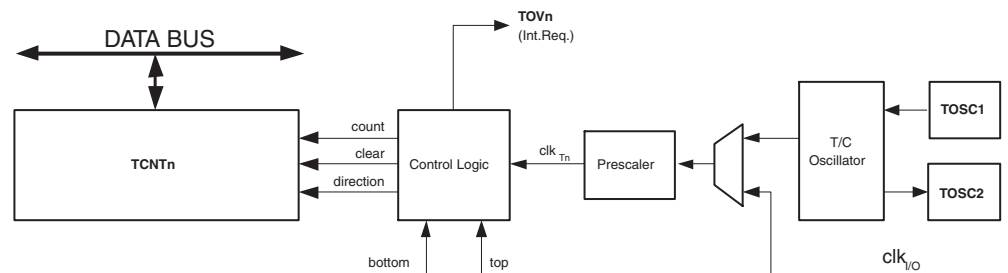 TOVn
(Int.Req.)
DATA BUS
TCNTn
count
clear
direction
Control Logic
clk Tn
Prescaler
T/C
Oscillator
TOSC1
TOSC2
bottom
top
clk I/O